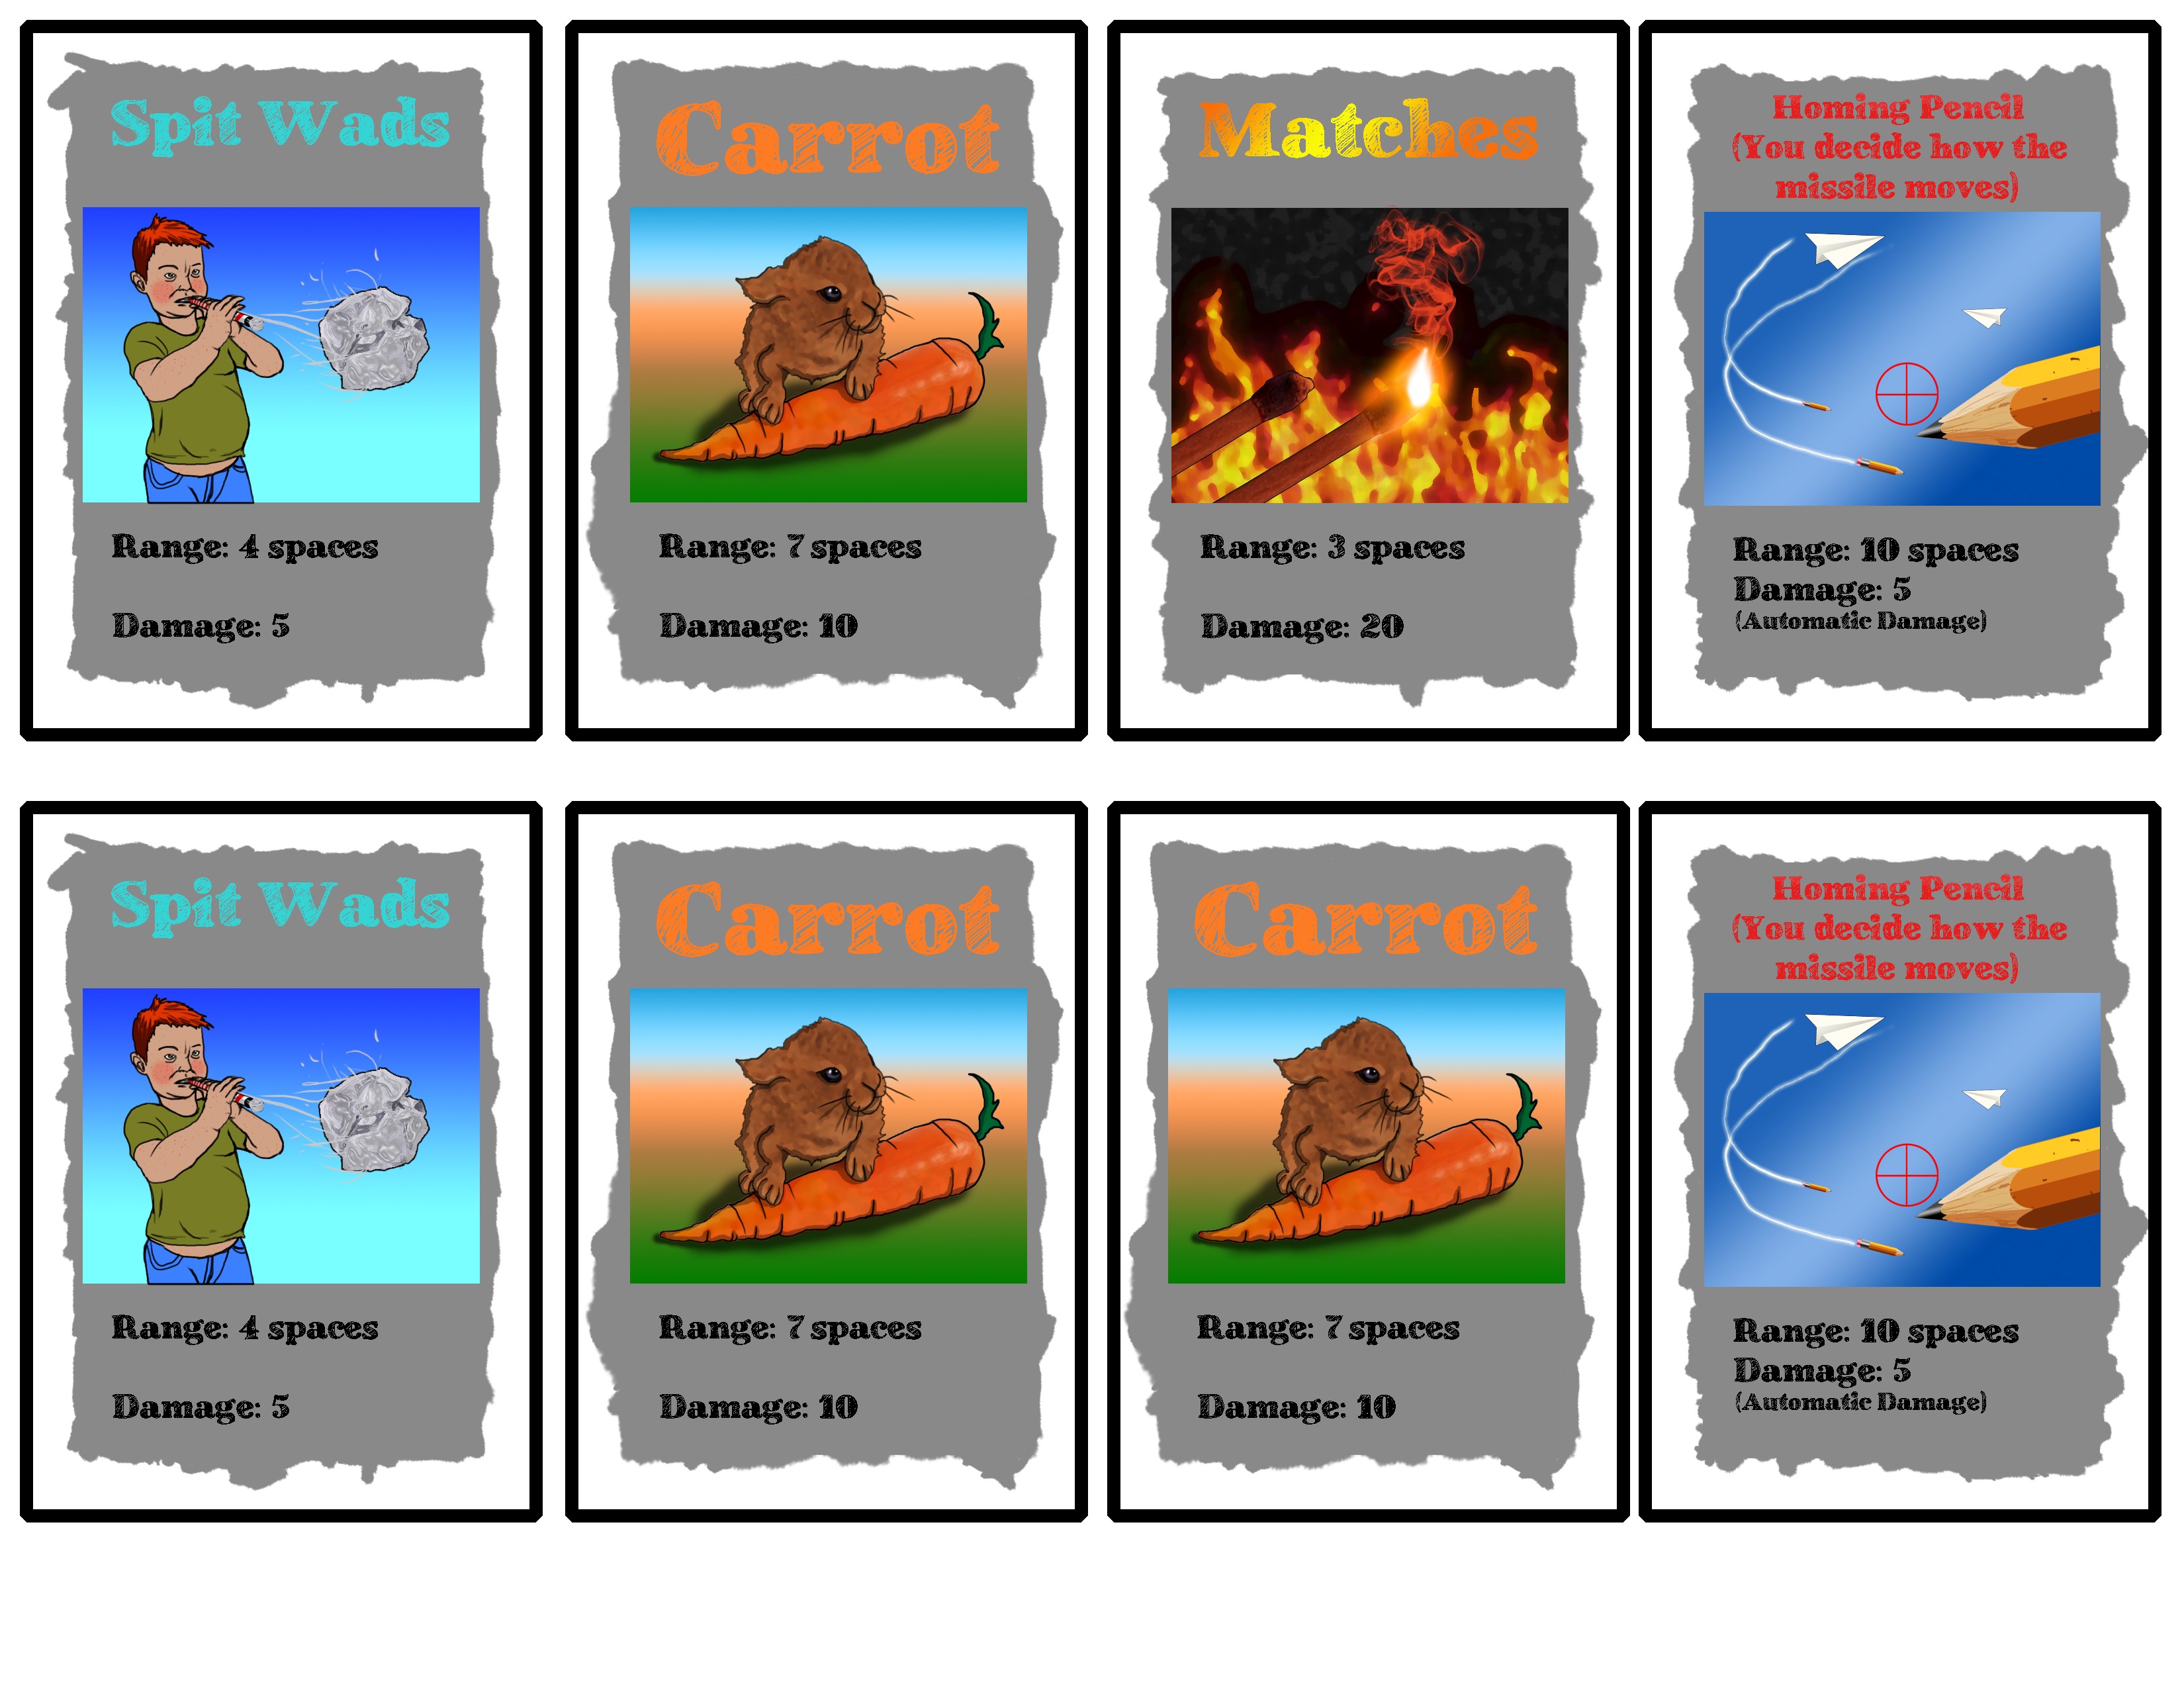 Spit Wads
Range: 4 spaces
Damage: 5
Carrot
Range: 7 spaces
Damage: 10
Matches
Range: 3 spaces
Damage: 20
Homing Pencil
(You decide how the
missile moves)
Range: 10 spaces
Damage: 5
(Automatic Damage)
Spit Wads
Range: 4 spaces
Damage: 5
Carrot
Range: 7 spaces
Damage: 10
Carrot
Range: 7 spaces
Damage: 10
Homing Pencil
(You decide how the
missile moves)
Range: 10 spaces
Damage: 5
(Automatic Damage)